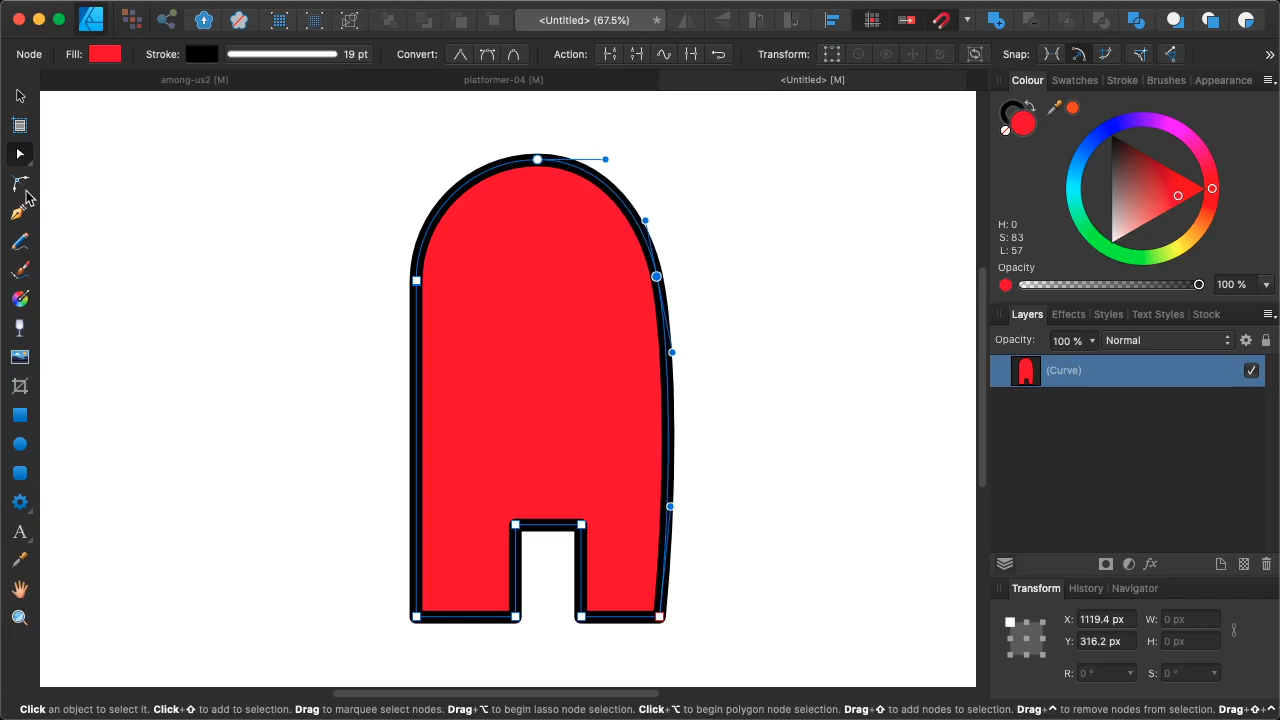 <Untitled> (67.5%) *
Node Fill: Stroke: 19 pt Convert: Action: Transform: Snap: »
among-us2 [M] platformer-04 [M] <Untitled> [M]
Colour Swatches Stroke Brushes Appearance
H: 0
S: 83
L: 57
Opacity
100 %
Layers Effects Styles Text Styles Stock
Opacity: 100 % Normal
(Curve)
fx
Transform History Navigator
X: 1119.4 px W: 0 px
Y: 316.2 px H: 0 px
R: 0 ° S: 0 °
A
Click an object to select it. Click+⇧ to add to selection. Drag to marquee select nodes. Drag+⌥ to begin lasso node selection. Click+⌥ to begin polygon node selection. Drag+⇧ to add nodes to selection. Drag+^ to remove nodes from selection. Drag+⇧+^